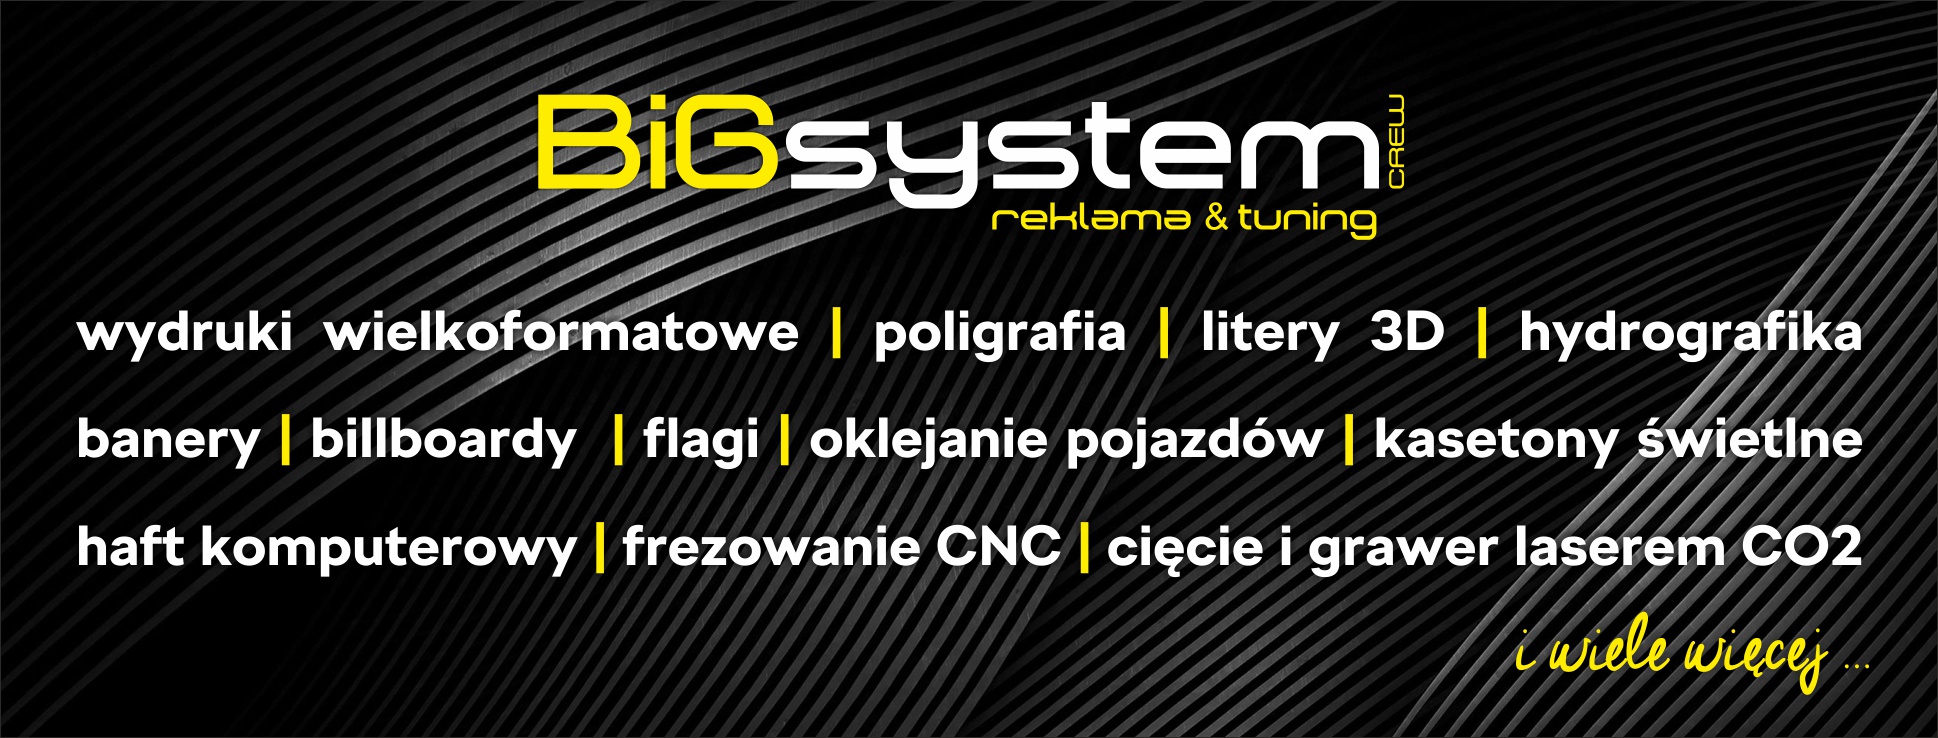 BiGsystem CREW
reklama & tuning
wydruki wielkoformatowe | poligrafia | litery 3D | hydrografika
banery | billboardy | flagi | oklejanie pojazdów | kasetony świetlne
haft komputerowy | frezowanie CNC | cięcie i grawer laserem CO2
i wiele więcej ...